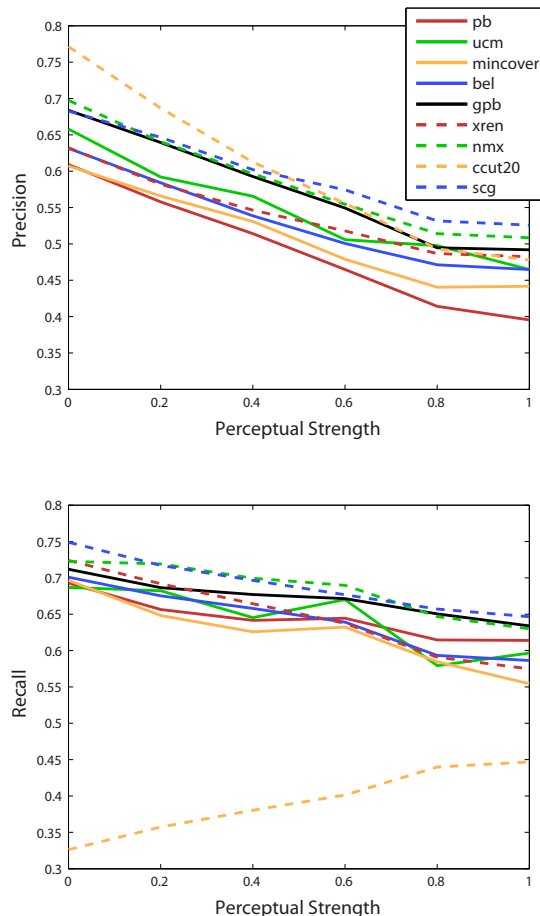 0.8
0.75
0.7
0.65
0.6
0.55
0.5
0.45
0.4
0.35
0.3
Precision
0 0.2 0.4 0.6 0.8 1
Perceptual Strength
pb
ucm
mincover
bel
gpb
xren
nmx
ccut20
scg
0.8
0.75
0.7
0.65
0.6
0.55
0.5
0.45
0.4
0.35
0.3
Recall
0 0.2 0.4 0.6 0.8 1
Perceptual Strength